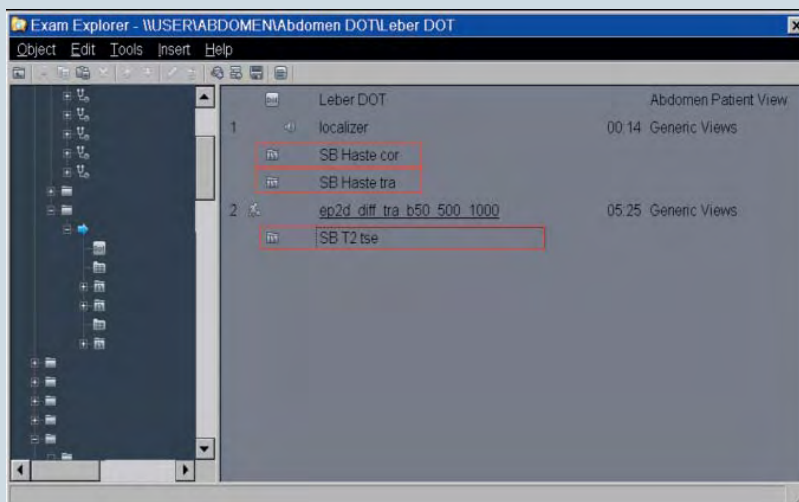 Exam Explorer - \\USER\ABDOMEN\Abdomen DOT\Leber DOT
Object Edit Tools Insert Help
Leber DOT Abdomen Patient View
1 localizer 00:14 Generic Views
SB Haste cor
SB Haste tra
2 ep2d_diff_tra_b50_500_1000 05:25 Generic Views
SB T2 tse